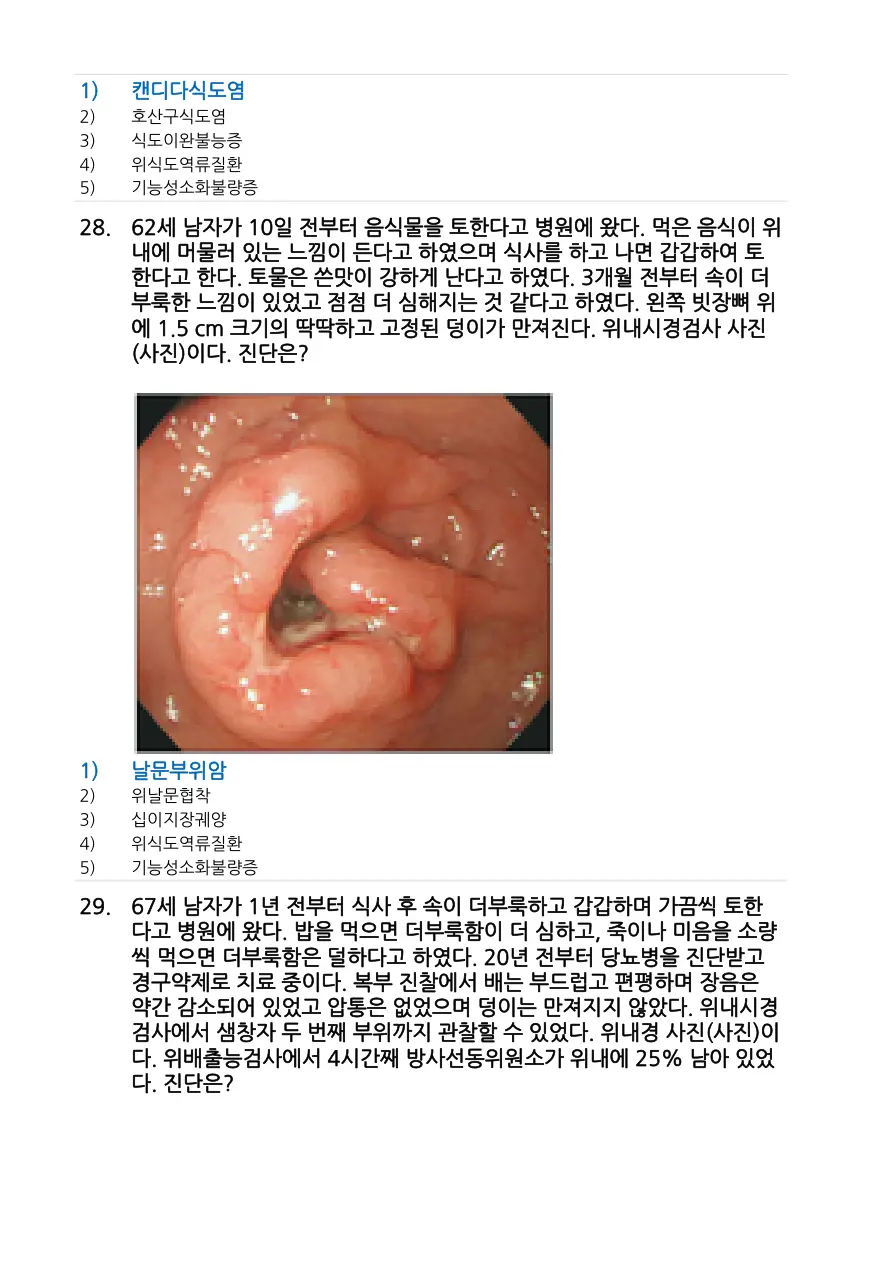 1) 캔디다식도염
2) 호산구식도염
3) 식도이완불능증
4) 위식도역류질환
5) 기능성소화불량증
28. 62세 남자가 10일 전부터 음식물을 토한다고 병원에 왔다. 먹은 음식이 위
내에 머물러 있는 느낌이 든다고 하였으며 식사를 하고 나면 갑갑하여 토
한다고 한다. 토물은 쓴맛이 강하게 난다고 하였다. 3개월 전부터 속이 더
부룩한 느낌이 있었고 점점 더 심해지는 것 같다고 하였다. 왼쪽 빗장뼈 위
에 1.5 cm 크기의 딱딱하고 고정된 덩이가 만져진다. 위내시경검사 사진
(사진)이다. 진단은?
1) 날문부위암
2) 위날문협착
3) 십이지장궤양
4) 위식도역류질환
5) 기능성소화불량증
29. 67세 남자가 1년 전부터 식사 후 속이 더부룩하고 갑갑하며 가끔씩 토한
다고 병원에 왔다. 밥을 먹으면 더부룩함이 더 심하고, 죽이나 미음을 소량
씩 먹으면 더부룩함은 덜하다고 하였다. 20년 전부터 당뇨병을 진단받고
경구약제로 치료 중이다. 복부 진찰에서 배는 부드럽고 편평하며 장음은
약간 감소되어 있었고 압통은 없었으며 덩이는 만져지지 않았다. 위내시경
검사에서 샘창자 두 번째 부위까지 관찰할 수 있었다. 위내경 사진(사진)이
다. 위배출능검사에서 4시간째 방사선동위원소가 위내에 25% 남아 있었
다. 진단은?